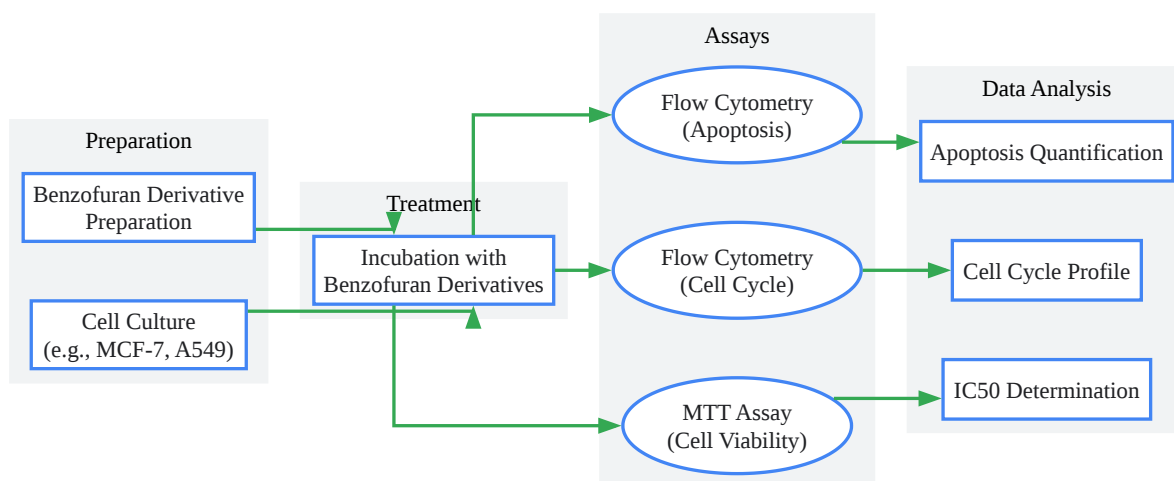 Preparation
Benzofuran Derivative
Preparation
Cell Culture
(e.g., MCF-7, A549)
Treatment
Incubation with
Benzofuran Derivatives
Assays
Flow Cytometry
(Apoptosis)
Flow Cytometry
(Cell Cycle)
MTT Assay
(Cell Viability)
Data Analysis
Apoptosis Quantification
Cell Cycle Profile
IC50 Determination